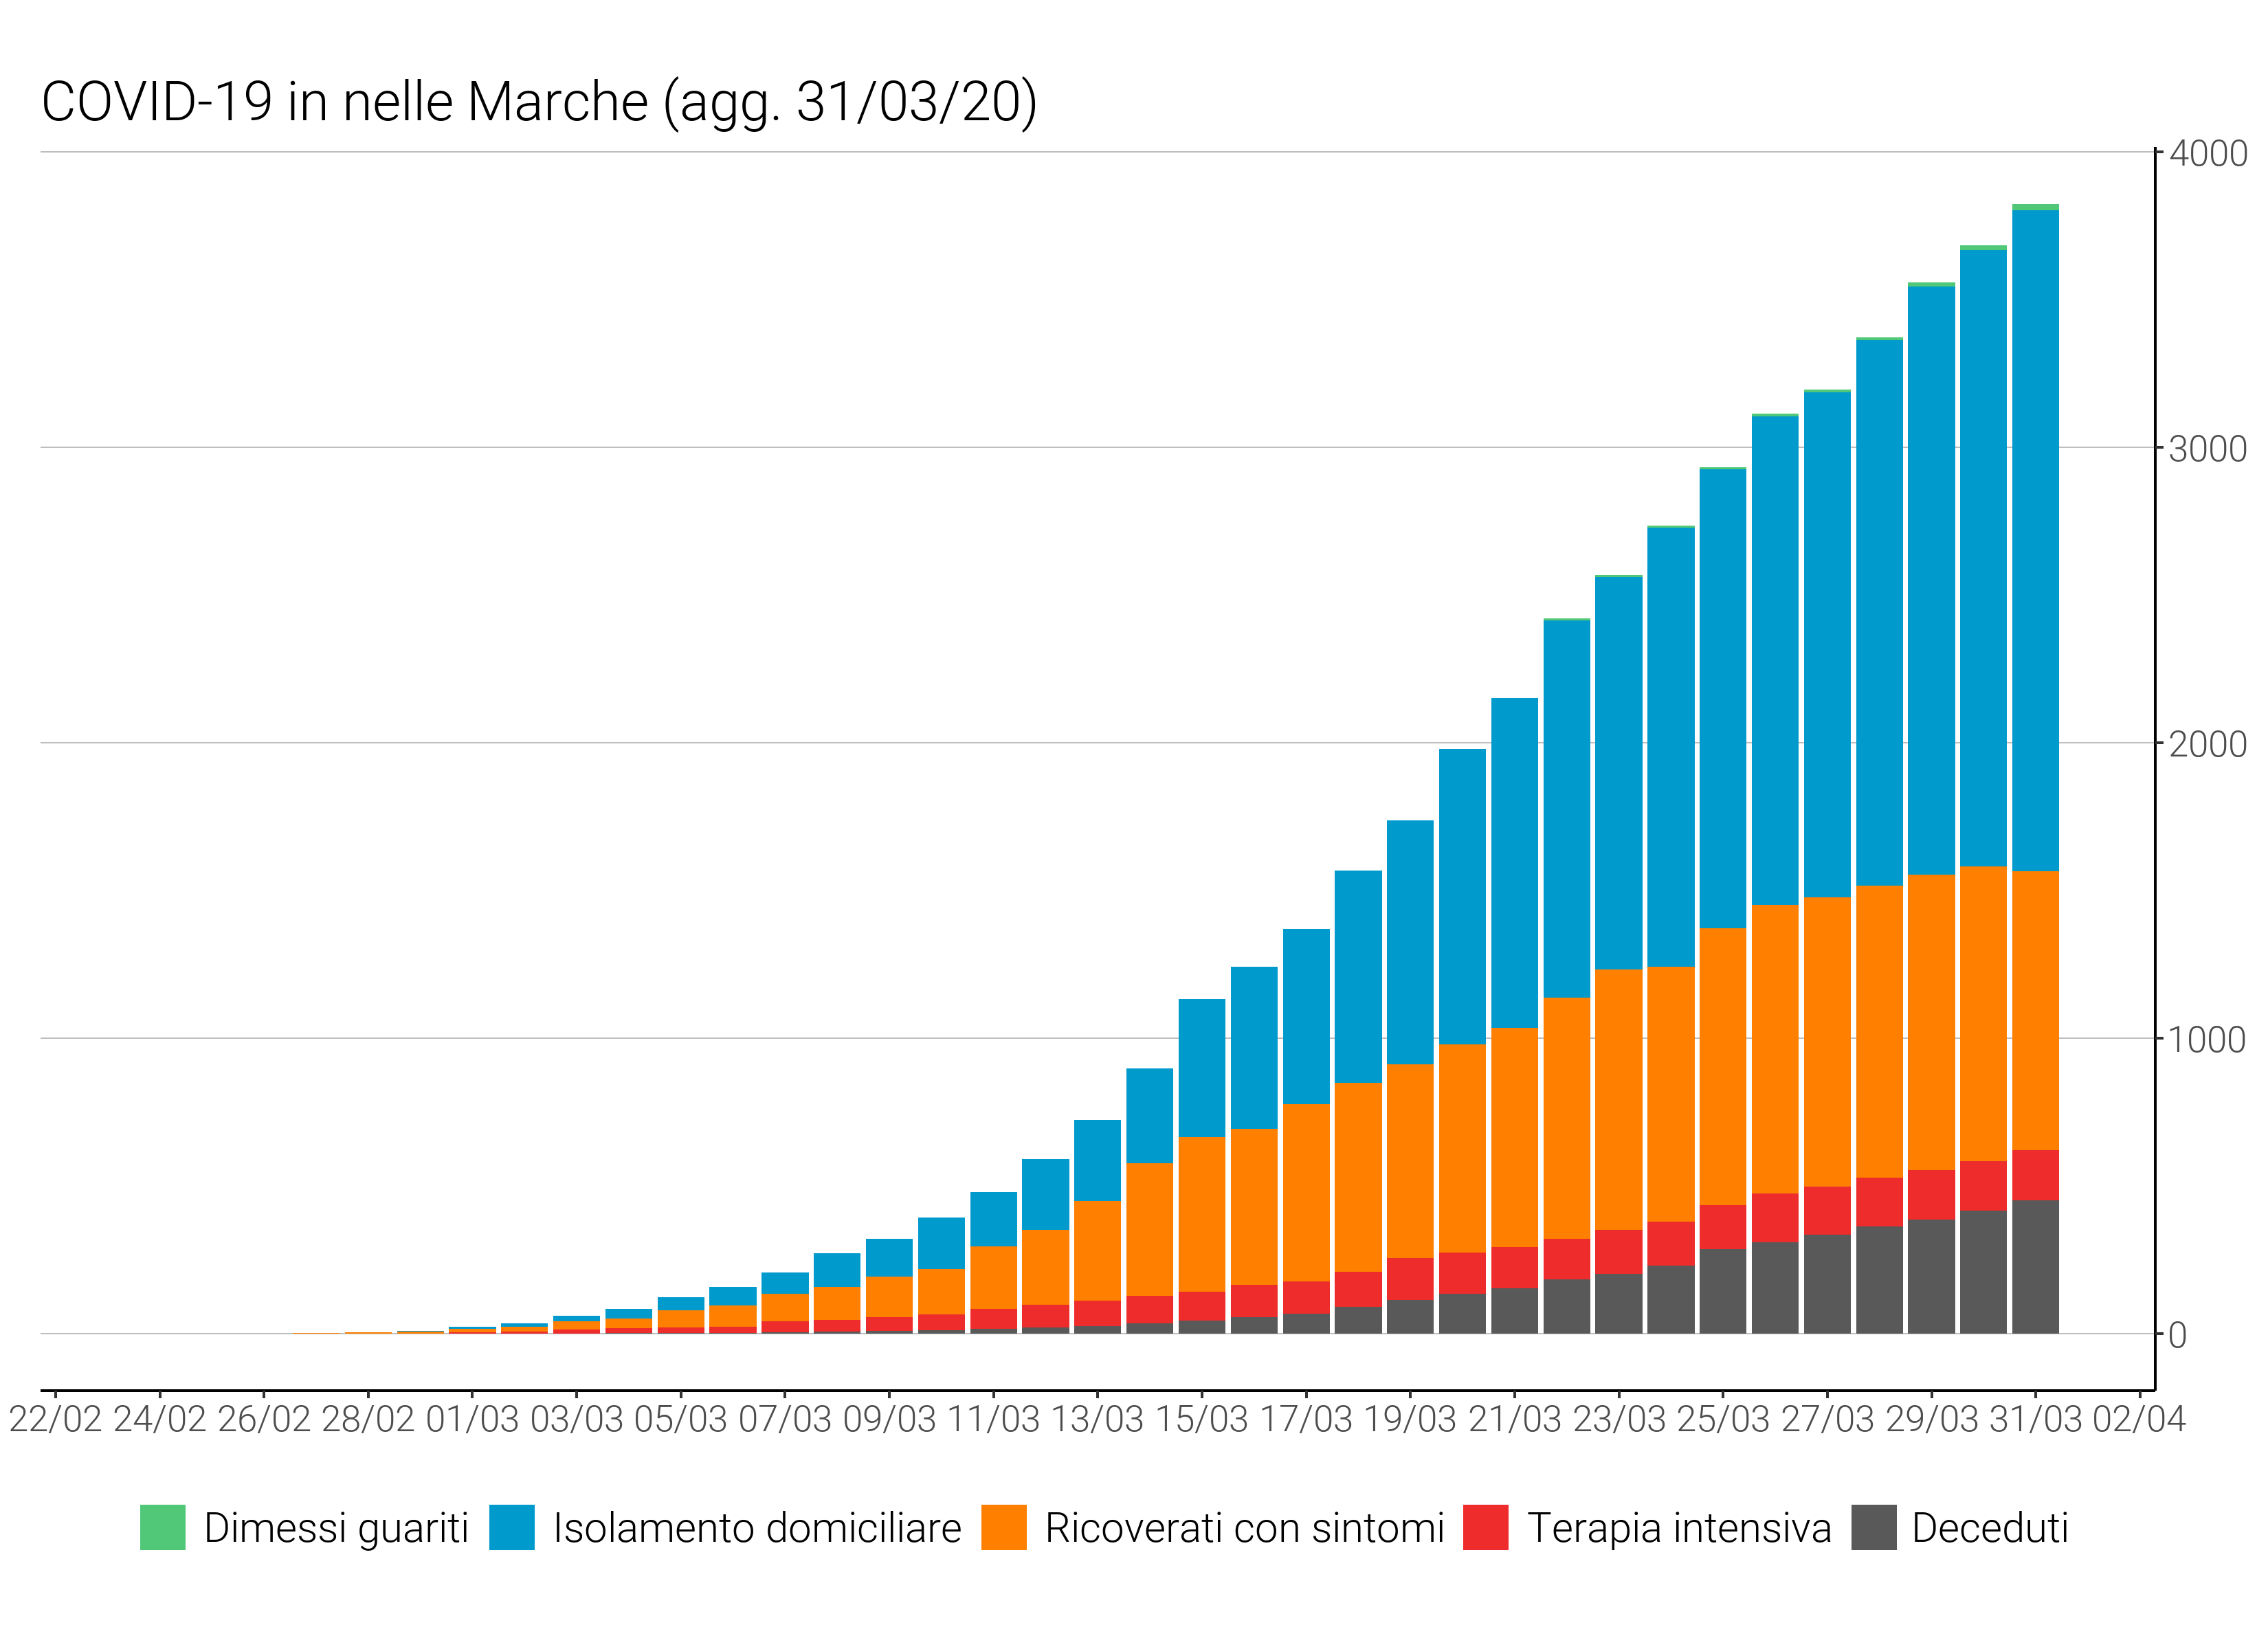 COVID-19 in nelle Marche (agg. 31/03/20)
4000
3000
2000
1000
0
22/02 24/02 26/02 28/02 01/03 03/03 05/03 07/03 09/03 11/03 13/03 15/03 17/03 19/03 21/03 23/03 25/03 27/03 29/03 31/03 02/04
Dimessi guariti Isolamento domiciliare Ricoverati con sintomi Terapia intensiva Deceduti